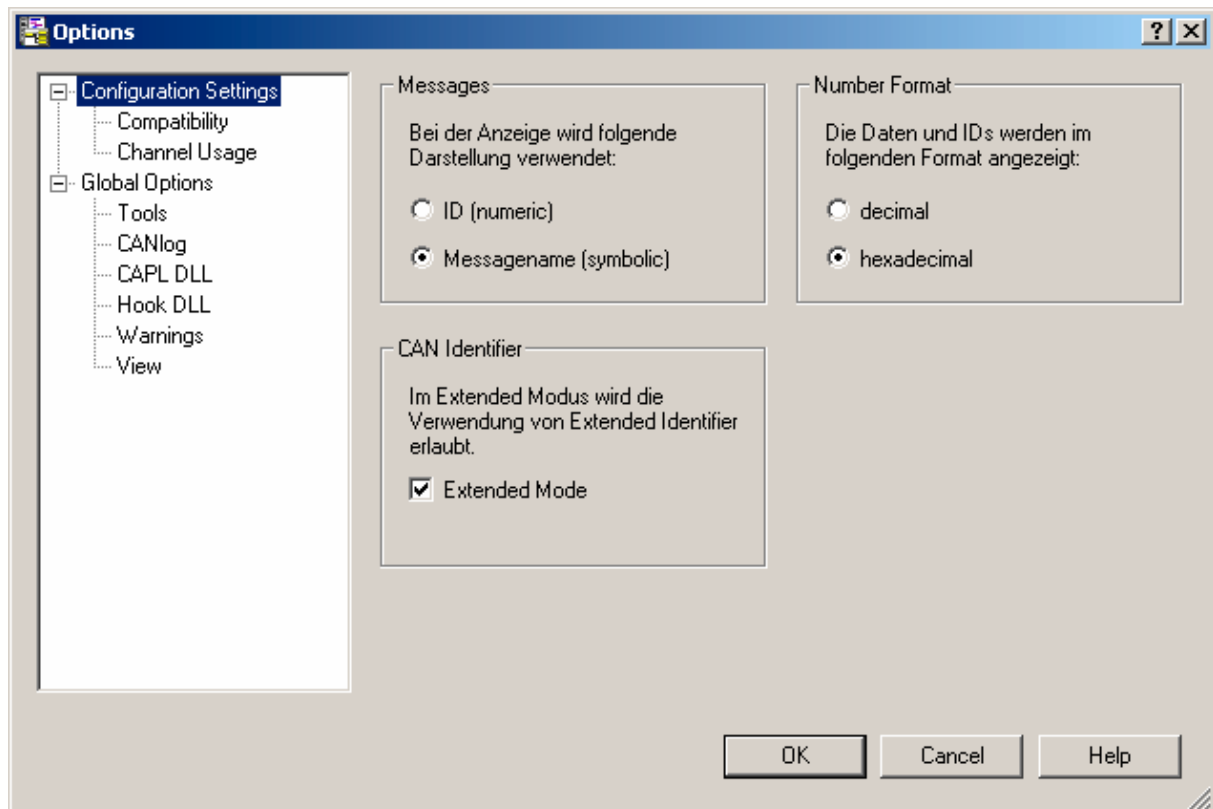 Options
Configuration Settings
Compatibility
Channel Usage
Global Options
Tools
CANlog
CAPL DLL
Hook DLL
Warnings
View
Messages
Bei der Anzeige wird folgende
Darstellung verwendet:
ID (numeric)
Messagename (symbolic)
Number Format
Die Daten und IDs werden im
folgenden Format angezeigt:
decimal
hexadecimal
CAN Identifier
Im Extended Modus wird die
Verwendung von Extended Identifier
erlaubt.
Extended Mode
OK
Cancel
Help